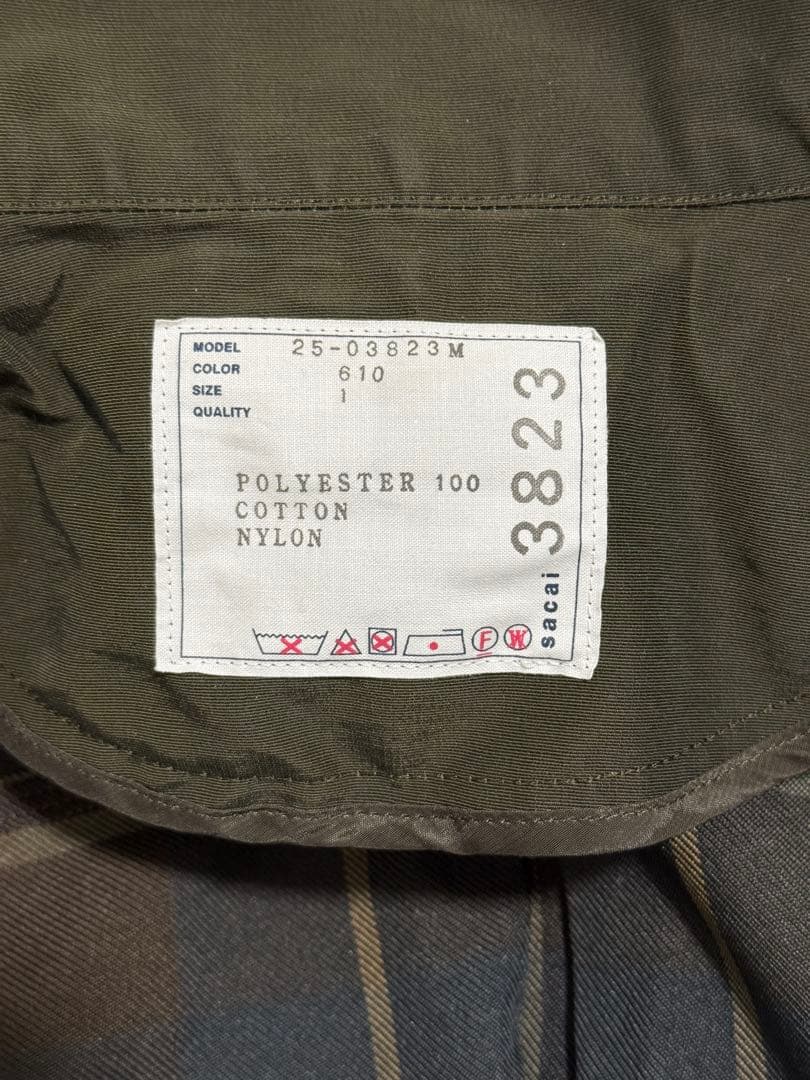 MODEL 25-03823M
COLOR 610
SIZE 1
QUALITY
POLYESTER 100
COTTON
NYLON
F W
sacai 3823